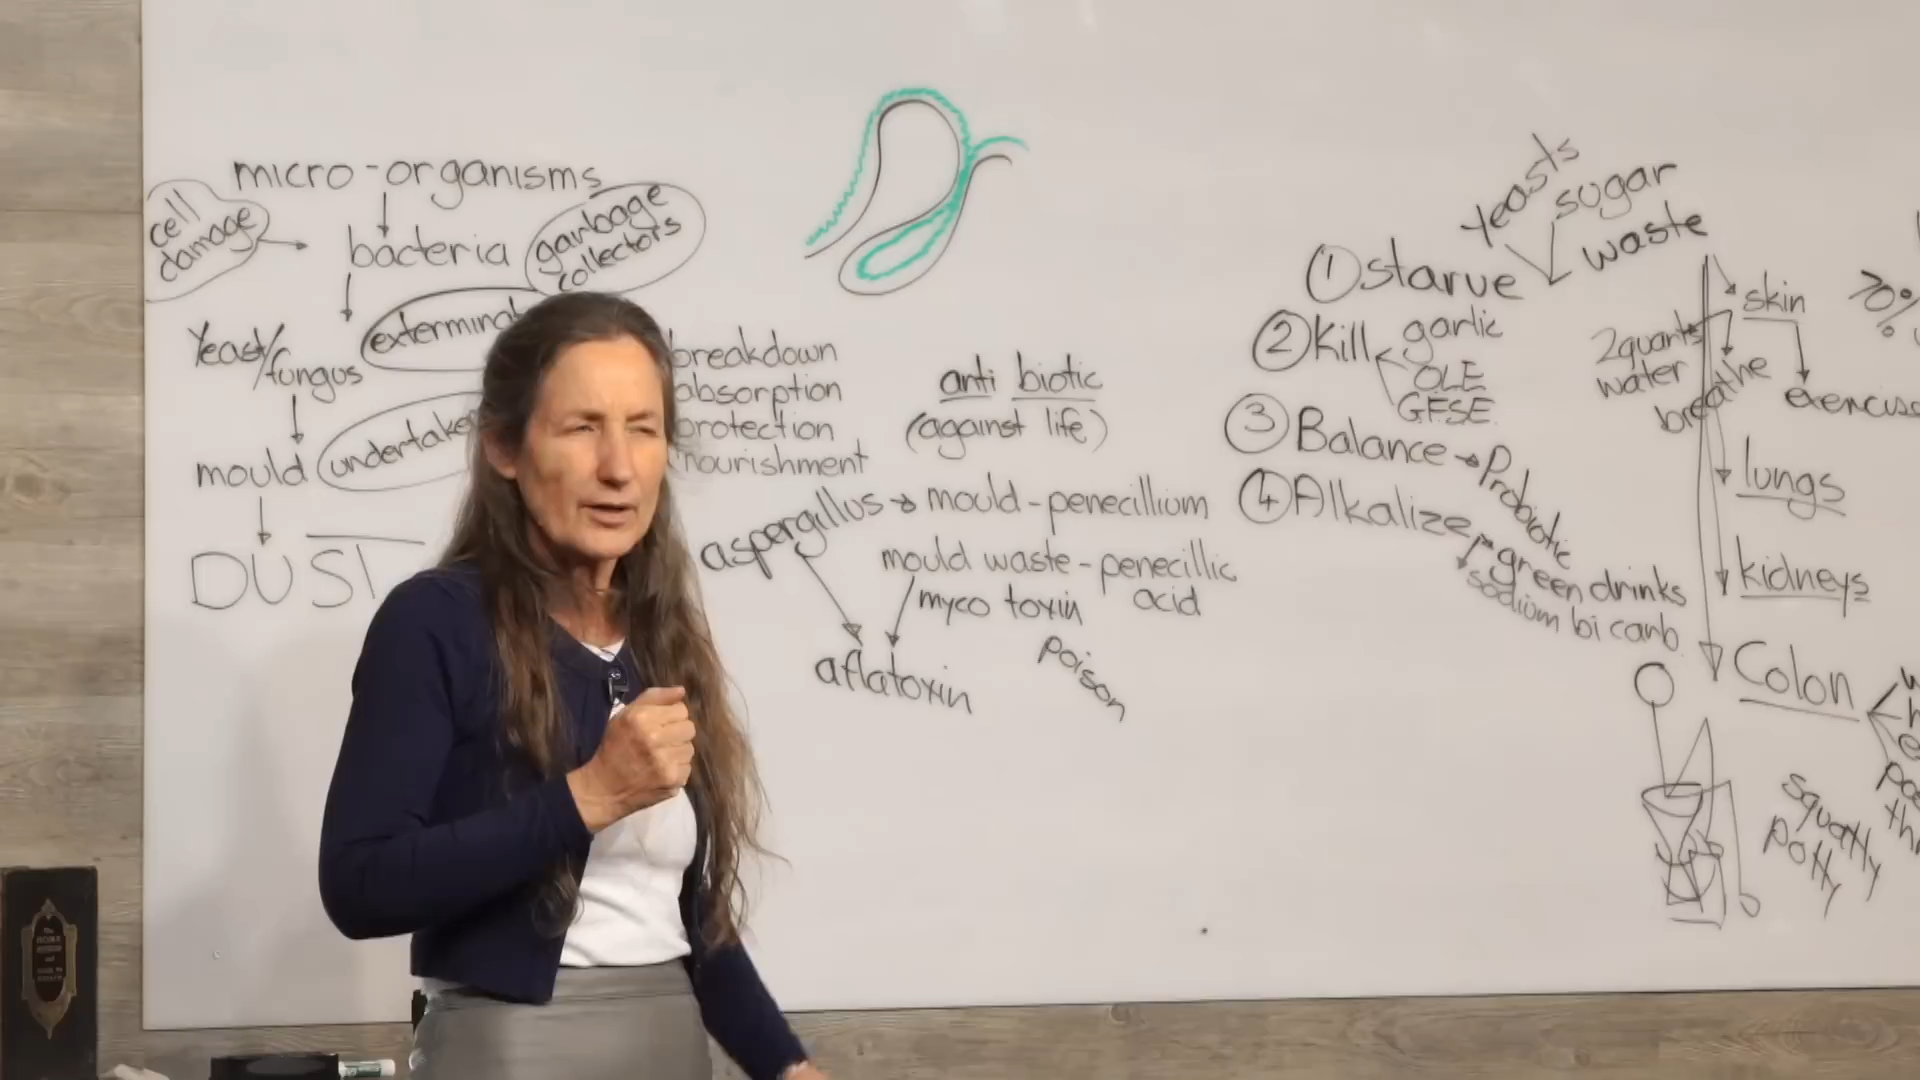 micro-organisms
cell
damage
bacteria
garbage
collectors
Yeast/
fungus
mould
undertake
DUST
breakdown
absorption
protection
nourishment
anti biotic
(against life)
aspergillus → mould-penecillium
mould waste-penecillic
acid
myco toxin
aflatoxin
poison
yeasts
sugar
waste
① starve
② Kill
garlic
OLE
GFSE
③ Balance → Probiotic
④ Alkalize
green drinks
sodium bi carb
skin
2 quarts
water
breathe
lungs
kidneys
Colon
squatty
potty